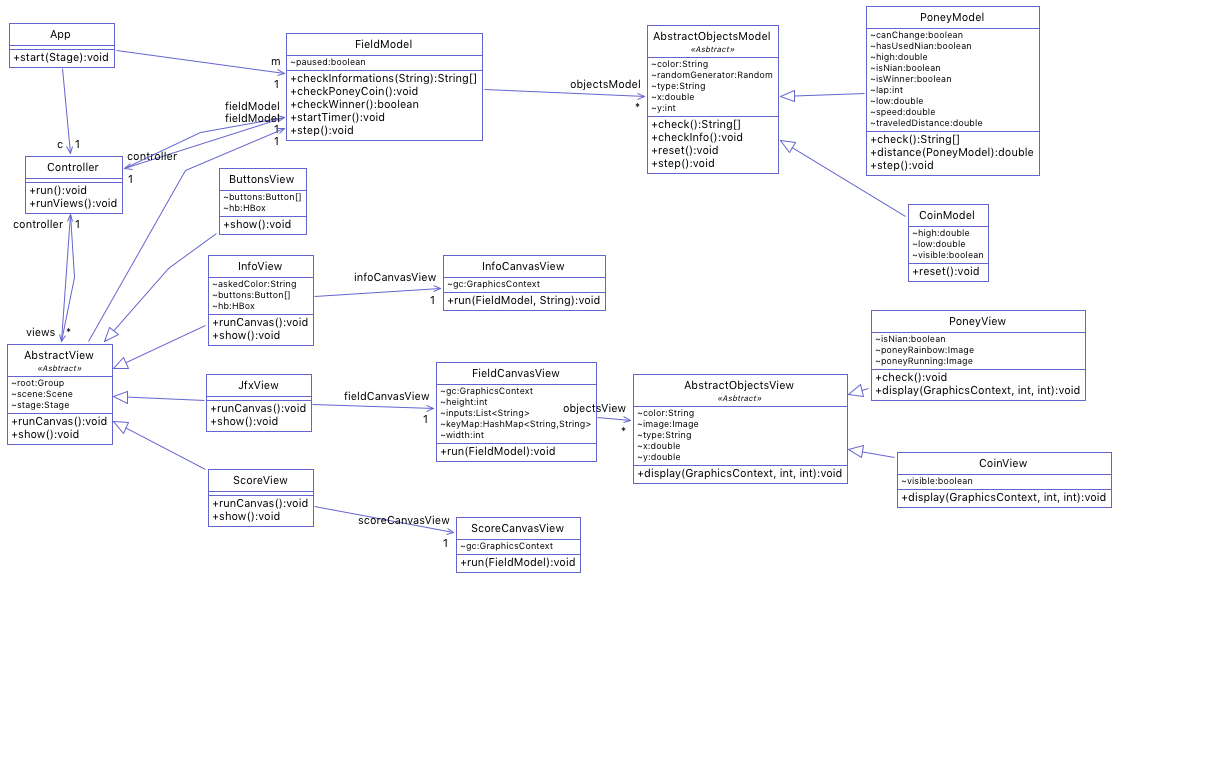 App
+start(Stage):void
m
1
c
1
FieldModel
~paused:boolean
+checkInformations(String):String[]
+checkPoneyCoin():void
+checkWinner():boolean
+startTimer():void
+step():void
fieldModel
fieldModel
1
1
objectsModel
*
AbstractObjectsModel
«Asbtract»
~color:String
~randomGenerator:Random
~type:String
~x:double
~y:int
+check():String[]
+checkInfo():void
+reset():void
+step():void
PoneyModel
~canChange:boolean
~hasUsedNian:boolean
~high:double
~isNian:boolean
~isWinner:boolean
~lap:int
~low:double
~speed:double
~traveledDistance:double
+check():String[]
+distance(PoneyModel):double
+step():void
CoinModel
~high:double
~low:double
~visible:boolean
+reset():void
Controller
+run():void
+runViews():void
controller
1
controller
1
views
*
ButtonsView
~buttons:Button[]
~hb:HBox
+show():void
InfoView
~askedColor:String
~buttons:Button[]
~hb:HBox
+runCanvas():void
+show():void
infoCanvasView
1
InfoCanvasView
~gc:GraphicsContext
+run(FieldModel, String):void
AbstractView
«Asbtract»
~root:Group
~scene:Scene
~stage:Stage
+runCanvas():void
+show():void
JfxView
+runCanvas():void
+show():void
fieldCanvasView
1
FieldCanvasView
~gc:GraphicsContext
~height:int
~inputs:List<String>
~keyMap:HashMap<String,String>
~width:int
+run(FieldModel):void
objectsView
*
AbstractObjectsView
«Asbtract»
~color:String
~image:Image
~type:String
~x:double
~y:double
+display(GraphicsContext, int, int):void
PoneyView
~isNian:boolean
~poneyRainbow:Image
~poneyRunning:Image
+check():void
+display(GraphicsContext, int, int):void
CoinView
~visible:boolean
+display(GraphicsContext, int, int):void
ScoreView
+runCanvas():void
+show():void
scoreCanvasView
1
ScoreCanvasView
~gc:GraphicsContext
+run(FieldModel):void